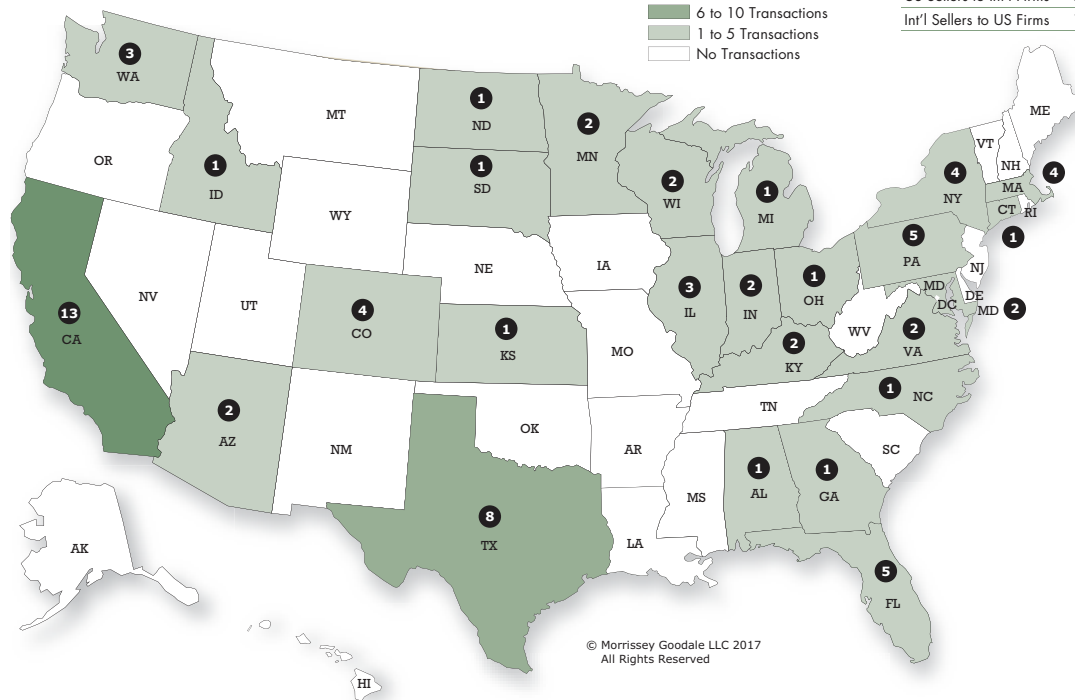 US Sellers to Int'l Firms
Int'l Sellers to US Firms
6 to 10 Transactions
1 to 5 Transactions
No Transactions
3
WA
MT
1
ND
2
MN
ME
VT
NH
OR
1
ID
1
SD
2
WI
1
MI
4
NY
4
MA
CT
RI
WY
1
5
PA
NJ
IA
NE
NV
UT
4
CO
1
KS
3
IL
2
IN
1
OH
MD
DC
DE
MD
2
WV
2
VA
13
CA
MO
2
KY
1
NC
2
AZ
NM
OK
TN
AR
SC
MS
1
AL
1
GA
8
TX
LA
AK
5
FL
HI
© Morrissey Goodale LLC 2017
All Rights Reserved